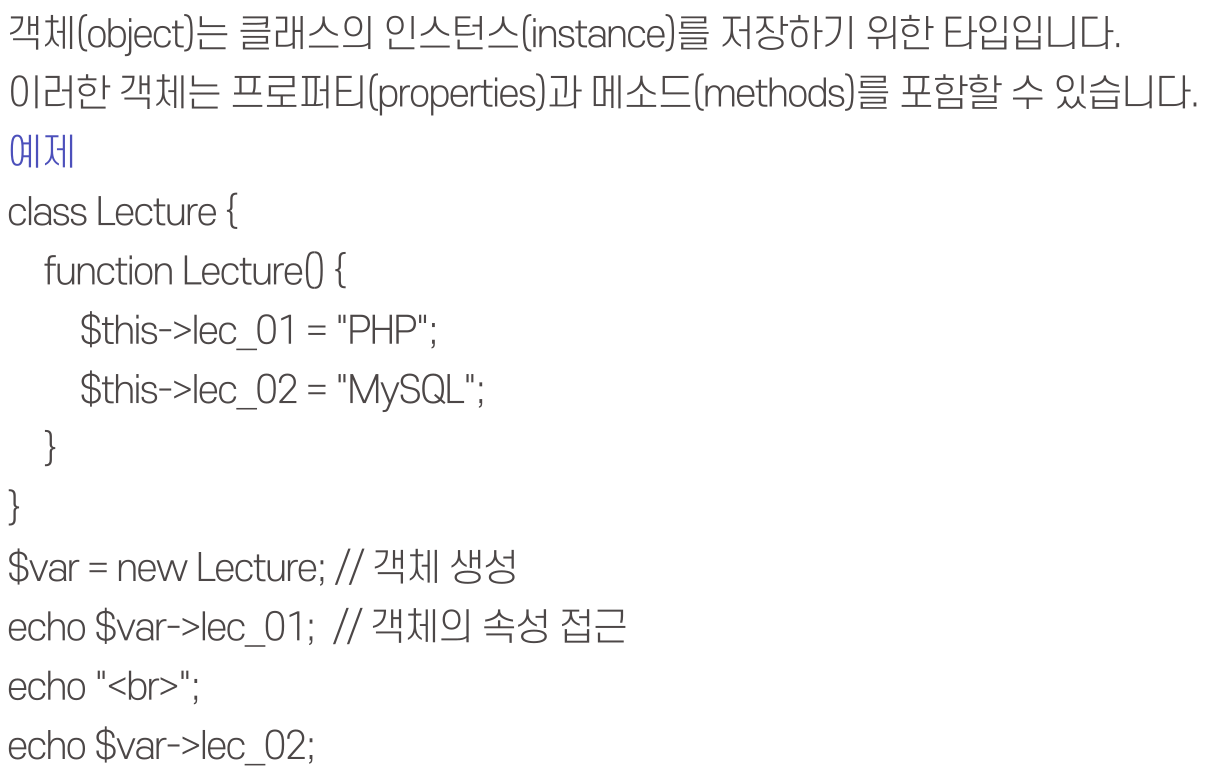 객체(object)는 클래스의 인스턴스(instance)를 저장하기 위한 타입입니다.
이러한 객체는 프로퍼티(properties)과 메소드(methods)를 포함할 수 있습니다.
예제
class Lecture {
    function Lecture() {
        $this->lec_01 = "PHP";
        $this->lec_02 = "MySQL";
    }
}
$var = new Lecture; // 객체 생성
echo $var->lec_01;  // 객체의 속성 접근
echo "<br>";
echo $var->lec_02;